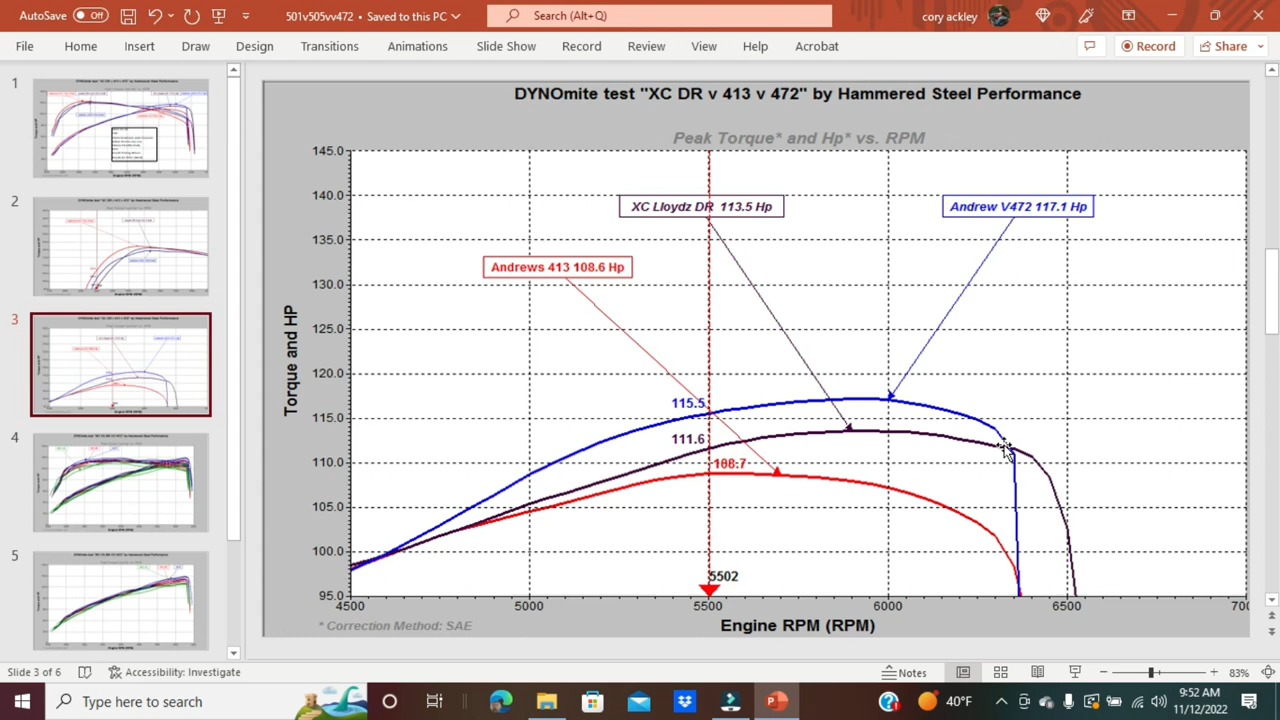 AutoSave Off 501v505vv472 • Saved to this PC Search (Alt+Q) cory ackley
File Home Insert Draw Design Transitions Animations Slide Show Record Review View Help Acrobat Record Share
1
2
3
4
5
DYNOmite test "XC DR v 413 v 472" by Hammered Steel Performance
Peak Torque* and Hp* vs. RPM
145.0
140.0
135.0
130.0
125.0
120.0
115.0
110.0
105.0
100.0
95.0
Torque and HP
XC Lloydz DR 113.5 Hp
Andrew V472 117.1 Hp
Andrews 413 108.6 Hp
115.5
111.6
108.7
5502
4500 5000 5500 6000 6500 700
* Correction Method: SAE
Engine RPM (RPM)
Slide 3 of 6 Accessibility: Investigate Notes 83%
Type here to search 40°F 9:52 AM
11/12/2022